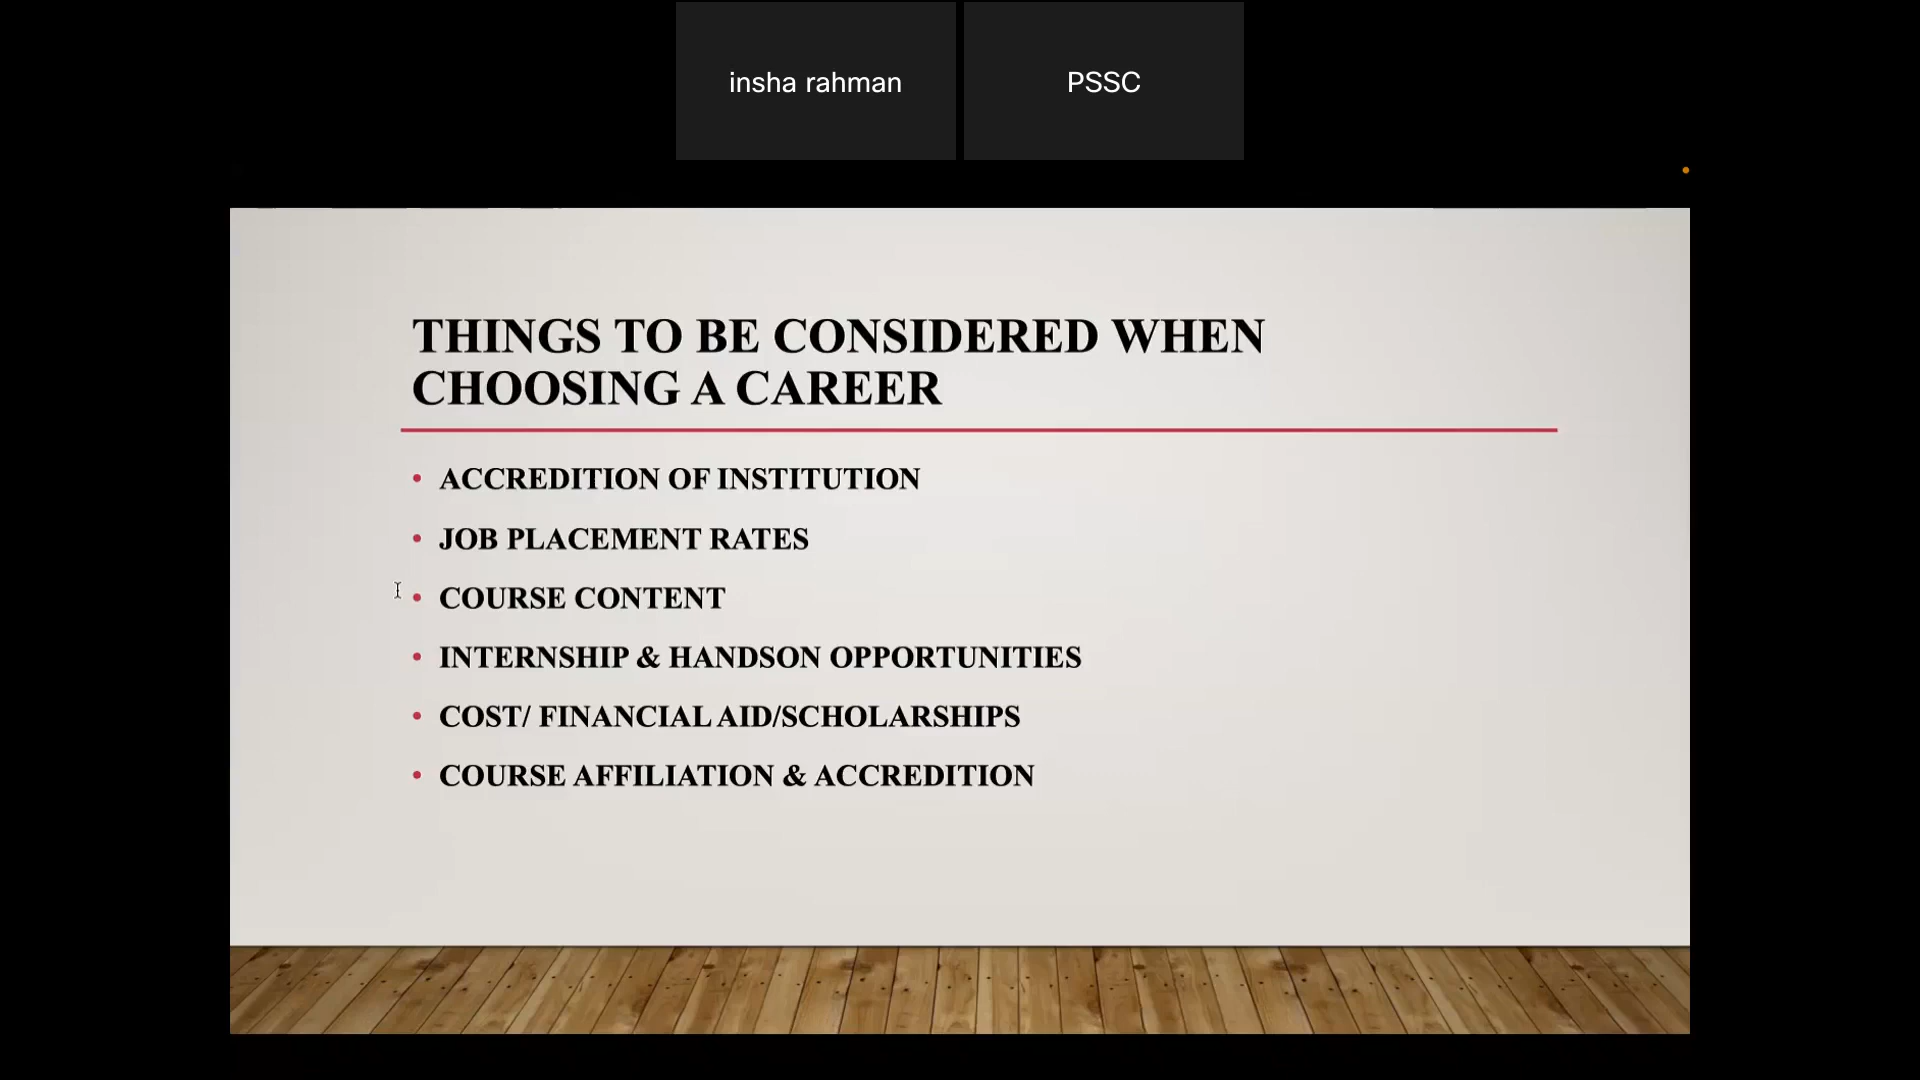 insha rahman
PSSC
THINGS TO BE CONSIDERED WHEN
CHOOSING A CAREER
• ACCREDITION OF INSTITUTION
• JOB PLACEMENT RATES
• COURSE CONTENT
• INTERNSHIP & HANDSON OPPORTUNITIES
• COST/ FINANCIAL AID/SCHOLARSHIPS
• COURSE AFFILIATION & ACCREDITION